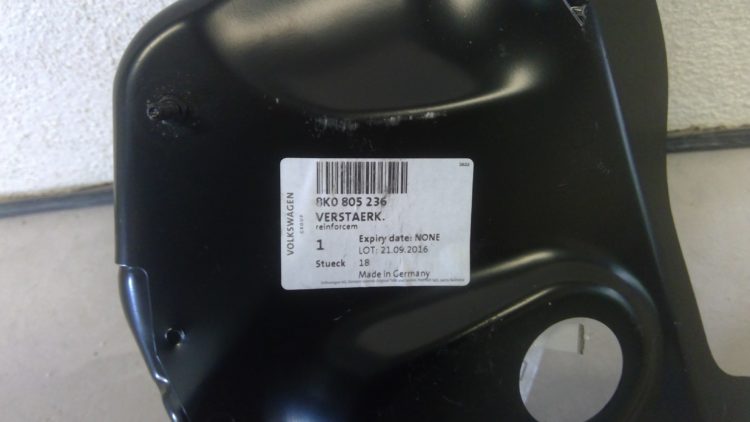 VOLKSWAGEN
GROUP
8K0 805 236
VERSTAERK.
reinforcem
1 Expiry date: NONE
LOT: 21.09.2016
Stueck 18
Made in Germany